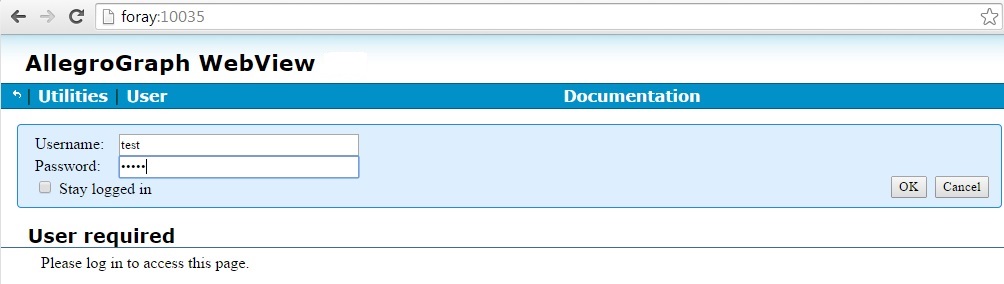 foray:10035
AllegroGraph WebView
| Utilities | User Documentation
Username: test
Password: •••••
Stay logged in OK Cancel
User required
Please log in to access this page.